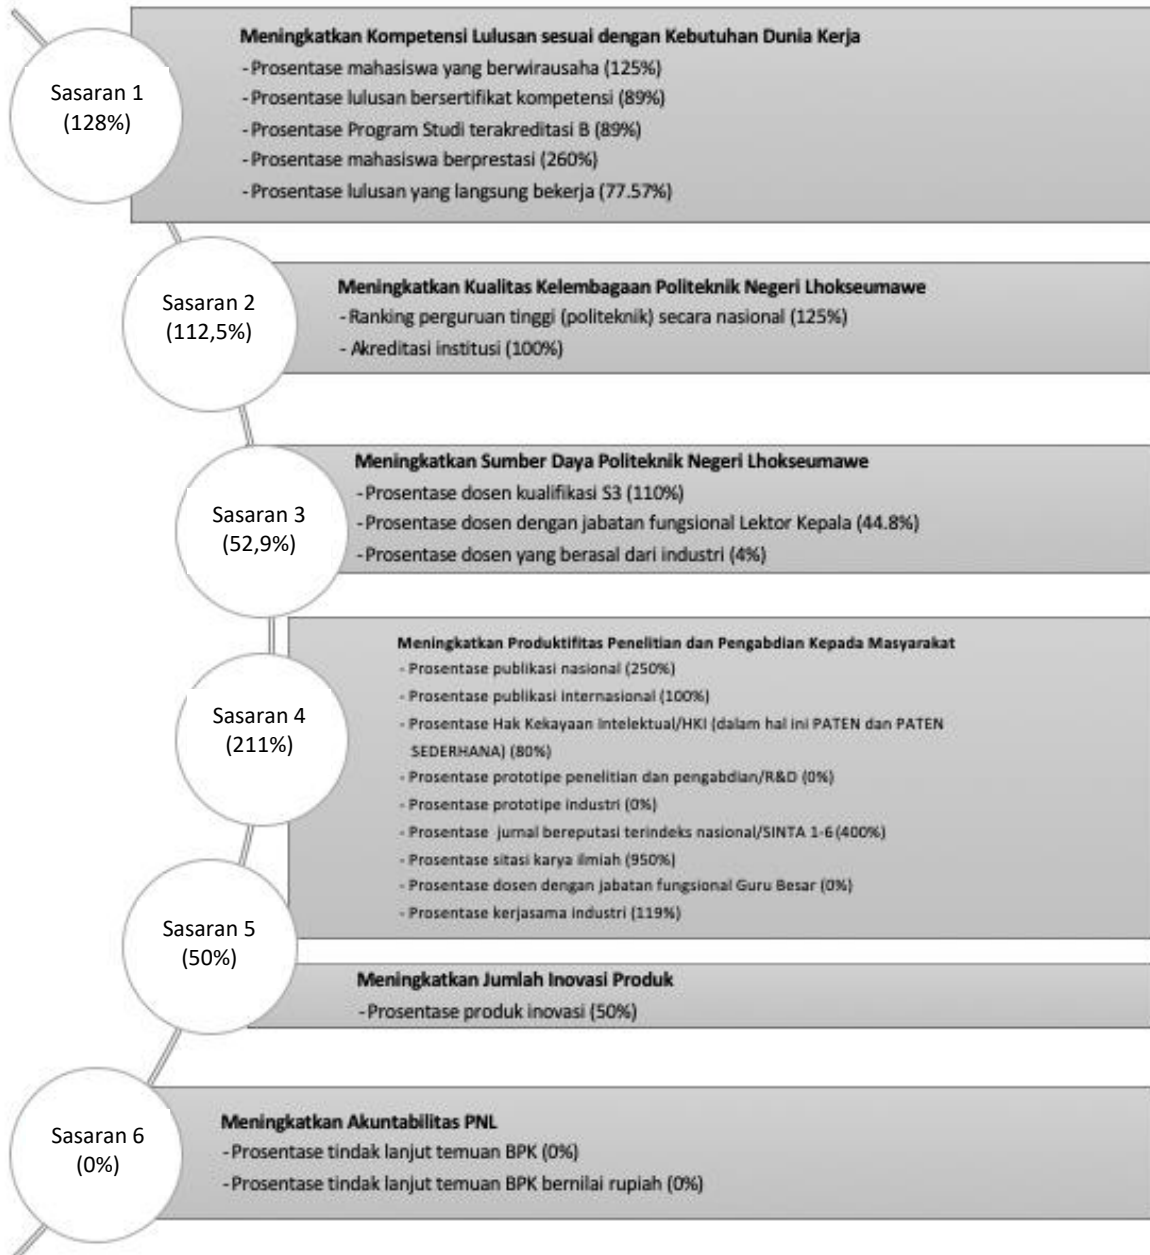 Sasaran 1
(128%)
Meningkatkan Kompetensi Lulusan sesuai dengan Kebutuhan Dunia Kerja
- Prosentase mahasiswa yang berwirausaha (125%)
- Prosentase lulusan bersertifikat kompetensi (89%)
- Prosentase Program Studi terakreditasi B (89%)
- Prosentase mahasiswa berprestasi (260%)
- Prosentase lulusan yang langsung bekerja (77.57%)
Sasaran 2
(112,5%)
Meningkatkan Kualitas Kelembagaan Politeknik Negeri Lhokseumawe
- Ranking perguruan tinggi (politeknik) secara nasional (125%)
- Akreditasi institusi (100%)
Sasaran 3
(52,9%)
Meningkatkan Sumber Daya Politeknik Negeri Lhokseumawe
- Prosentase dosen kualifikasi S3 (110%)
- Prosentase dosen dengan jabatan fungsional Lektor Kepala (44.8%)
- Prosentase dosen yang berasal dari industri (4%)
Sasaran 4
(211%)
Meningkatkan Produktifitas Penelitian dan Pengabdian Kepada Masyarakat
- Prosentase publikasi nasional (250%)
- Prosentase publikasi internasional (100%)
- Prosentase Hak Kekayaan Intelektual/HKI (dalam hal ini PATEN dan PATEN
SEDERHANA) (80%)
- Prosentase prototipe penelitian dan pengabdian/R&D (0%)
- Prosentase prototipe industri (0%)
- Prosentase jurnal bereputasi terindeks nasional/SINTA 1-6 (400%)
- Prosentase sitasi karya ilmiah (950%)
- Prosentase dosen dengan jabatan fungsional Guru Besar (0%)
- Prosentase kerjasama industri (119%)
Sasaran 5
(50%)
Meningkatkan Jumlah Inovasi Produk
- Prosentase produk inovasi (50%)
Sasaran 6
(0%)
Meningkatkan Akuntabilitas PNL
- Prosentase tindak lanjut temuan BPK (0%)
- Prosentase tindak lanjut temuan BPK bernilai rupiah (0%)